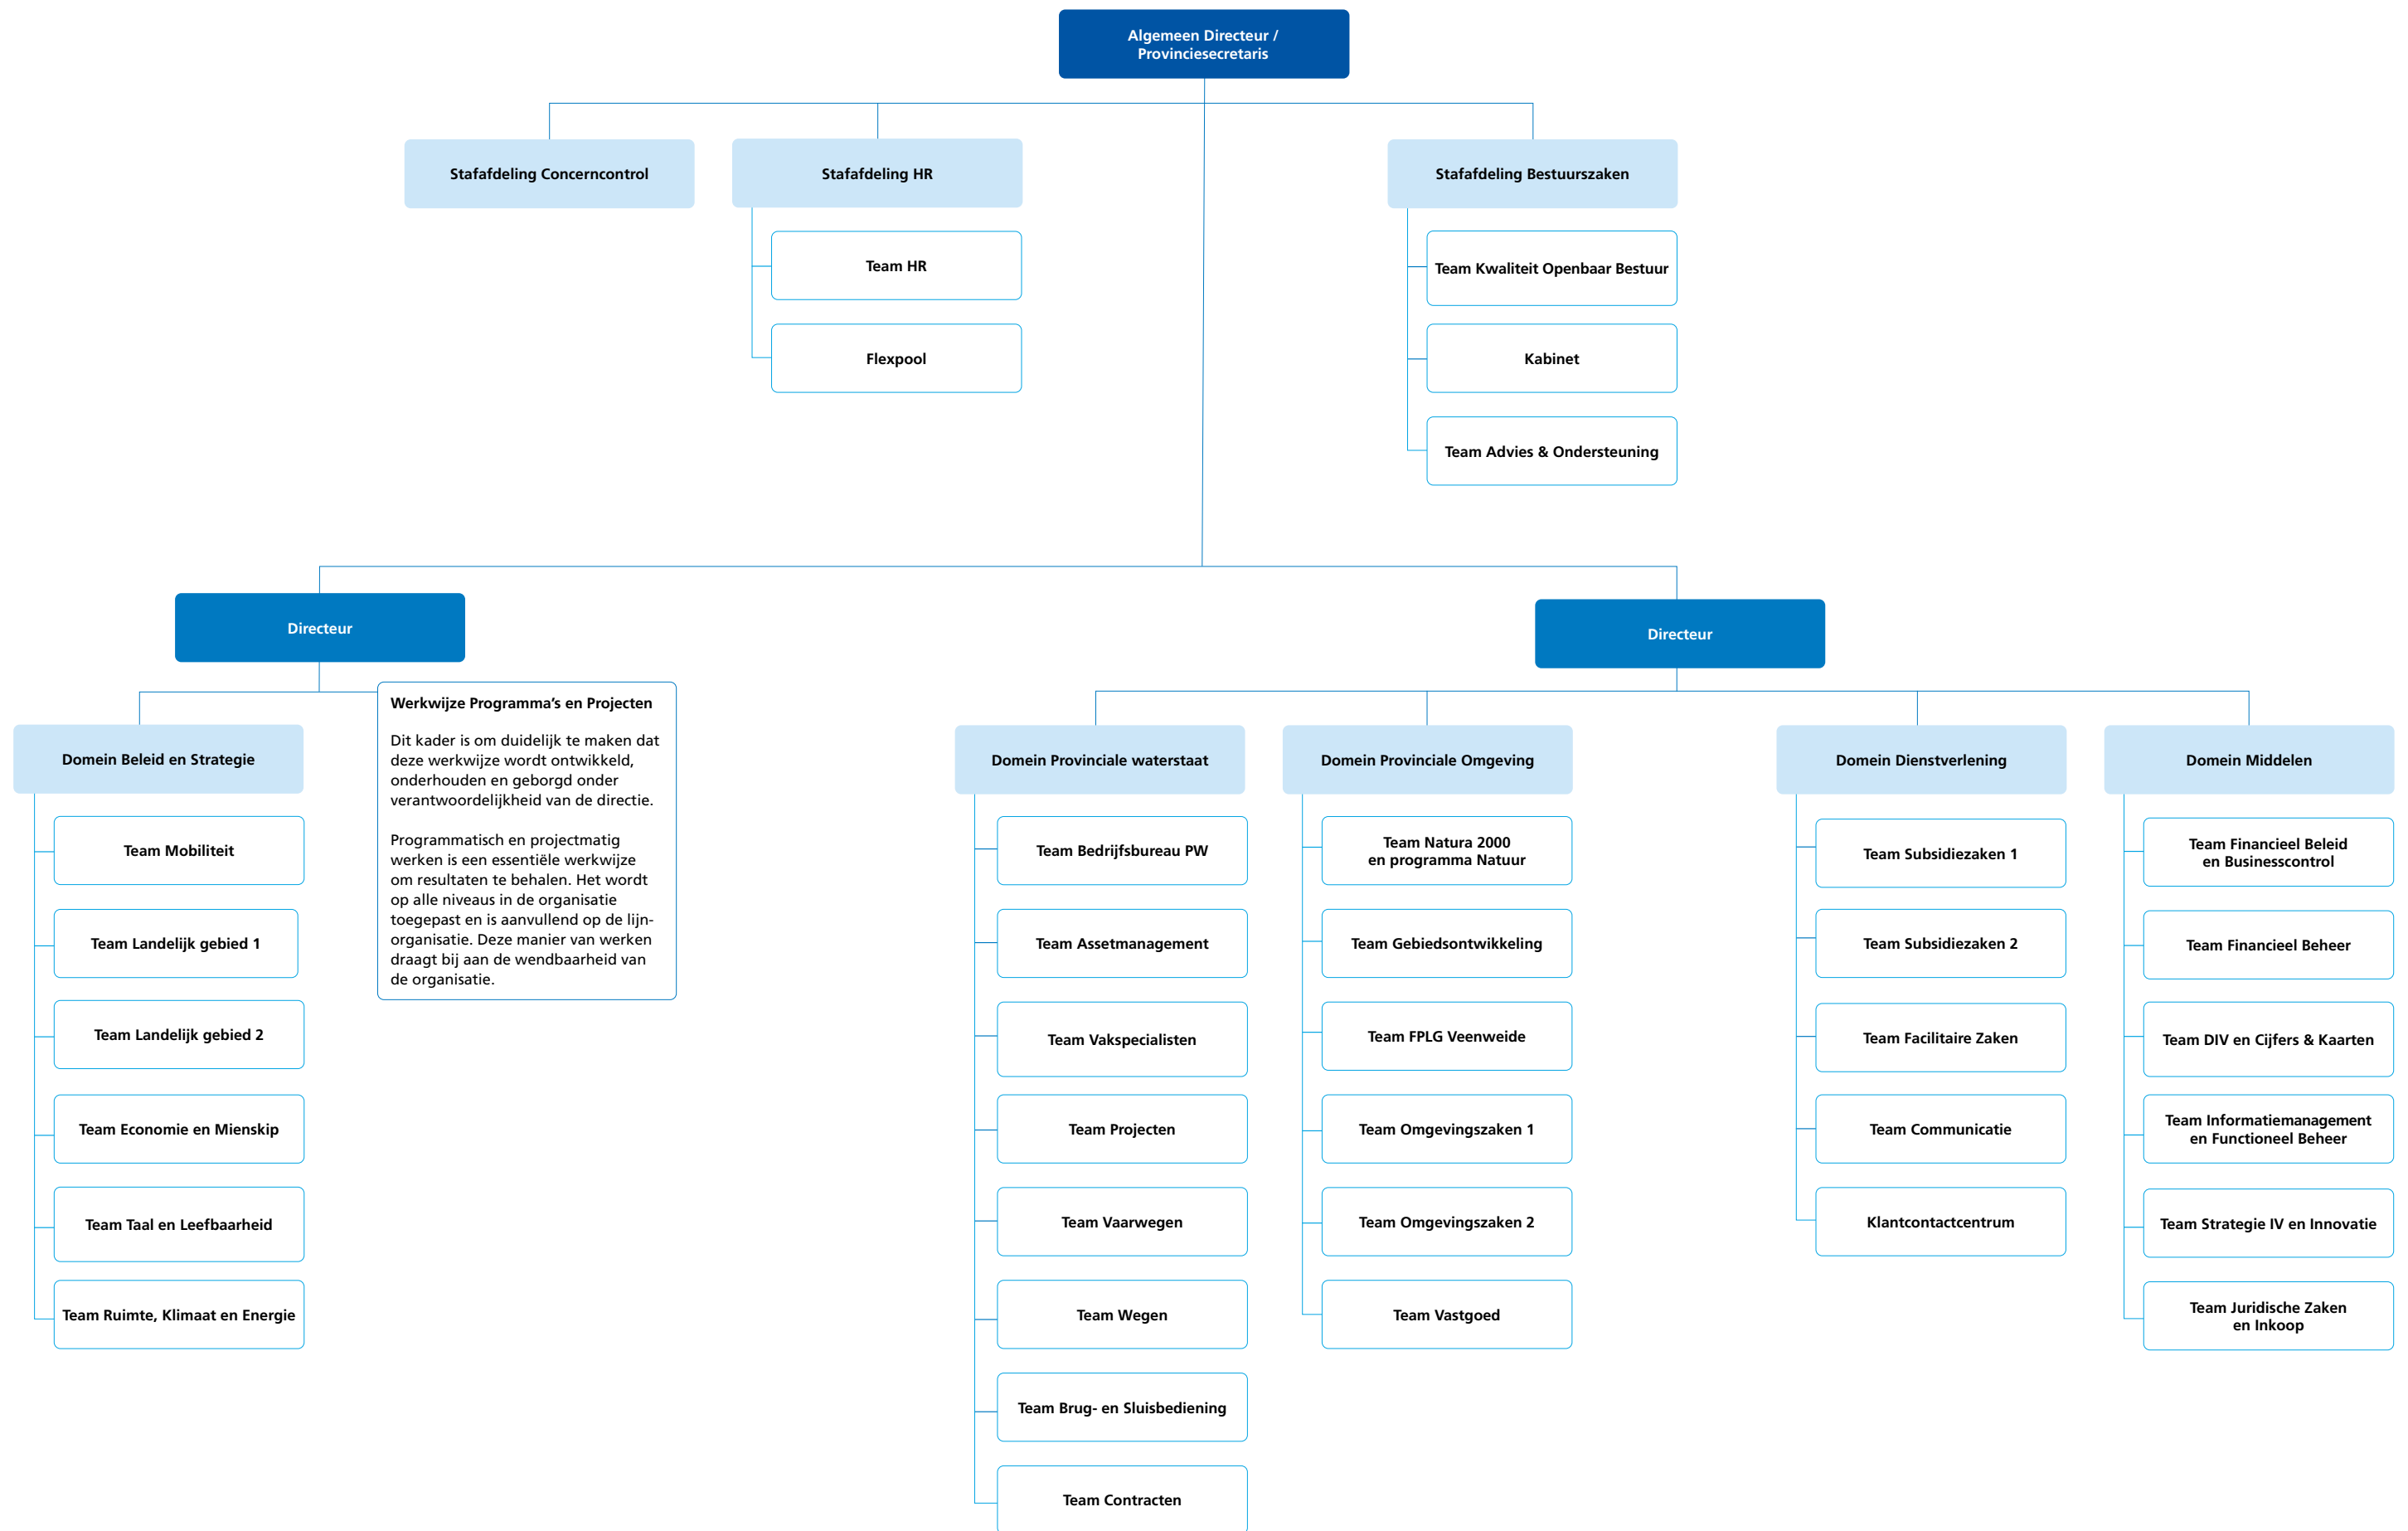 Algemeen Directeur /
Provinciesecretaris
Stafafdeling Concerncontrol
Stafafdeling HR
Team HR
Flexpool
Stafafdeling Bestuurszaken
Team Kwaliteit Openbaar Bestuur
Kabinet
Team Advies & Ondersteuning
Directeur
Domein Beleid en Strategie
Team Mobiliteit
Team Landelijk gebied 1
Team Landelijk gebied 2
Team Economie en Mienskip
Team Taal en Leefbaarheid
Team Ruimte, Klimaat en Energie
Werkwijze Programma’s en Projecten
Dit kader is om duidelijk te maken dat
deze werkwijze wordt ontwikkeld,
onderhouden en geborgd onder
verantwoordelijkheid van de directie.
Programmatisch en projectmatig
werken is een essentiële werkwijze
om resultaten te behalen. Het wordt
op alle niveaus in de organisatie
toegepast en is aanvullend op de lijn-
organisatie. Deze manier van werken
draagt bij aan de wendbaarheid van
de organisatie.
Directeur
Domein Provinciale waterstaat
Team Bedrijfsbureau PW
Team Assetmanagement
Team Vakspecialisten
Team Projecten
Team Vaarwegen
Team Wegen
Team Brug- en Sluisbediening
Team Contracten
Domein Provinciale Omgeving
Team Natura 2000
en programma Natuur
Team Gebiedsontwikkeling
Team FPLG Veenweide
Team Omgevingszaken 1
Team Omgevingszaken 2
Team Vastgoed
Domein Dienstverlening
Team Subsidiezaken 1
Team Subsidiezaken 2
Team Facilitaire Zaken
Team Communicatie
Klantcontactcentrum
Domein Middelen
Team Financieel Beleid
en Businesscontrol
Team Financieel Beheer
Team DIV en Cijfers & Kaarten
Team Informatiemanagement
en Functioneel Beheer
Team Strategie IV en Innovatie
Team Juridische Zaken
en Inkoop